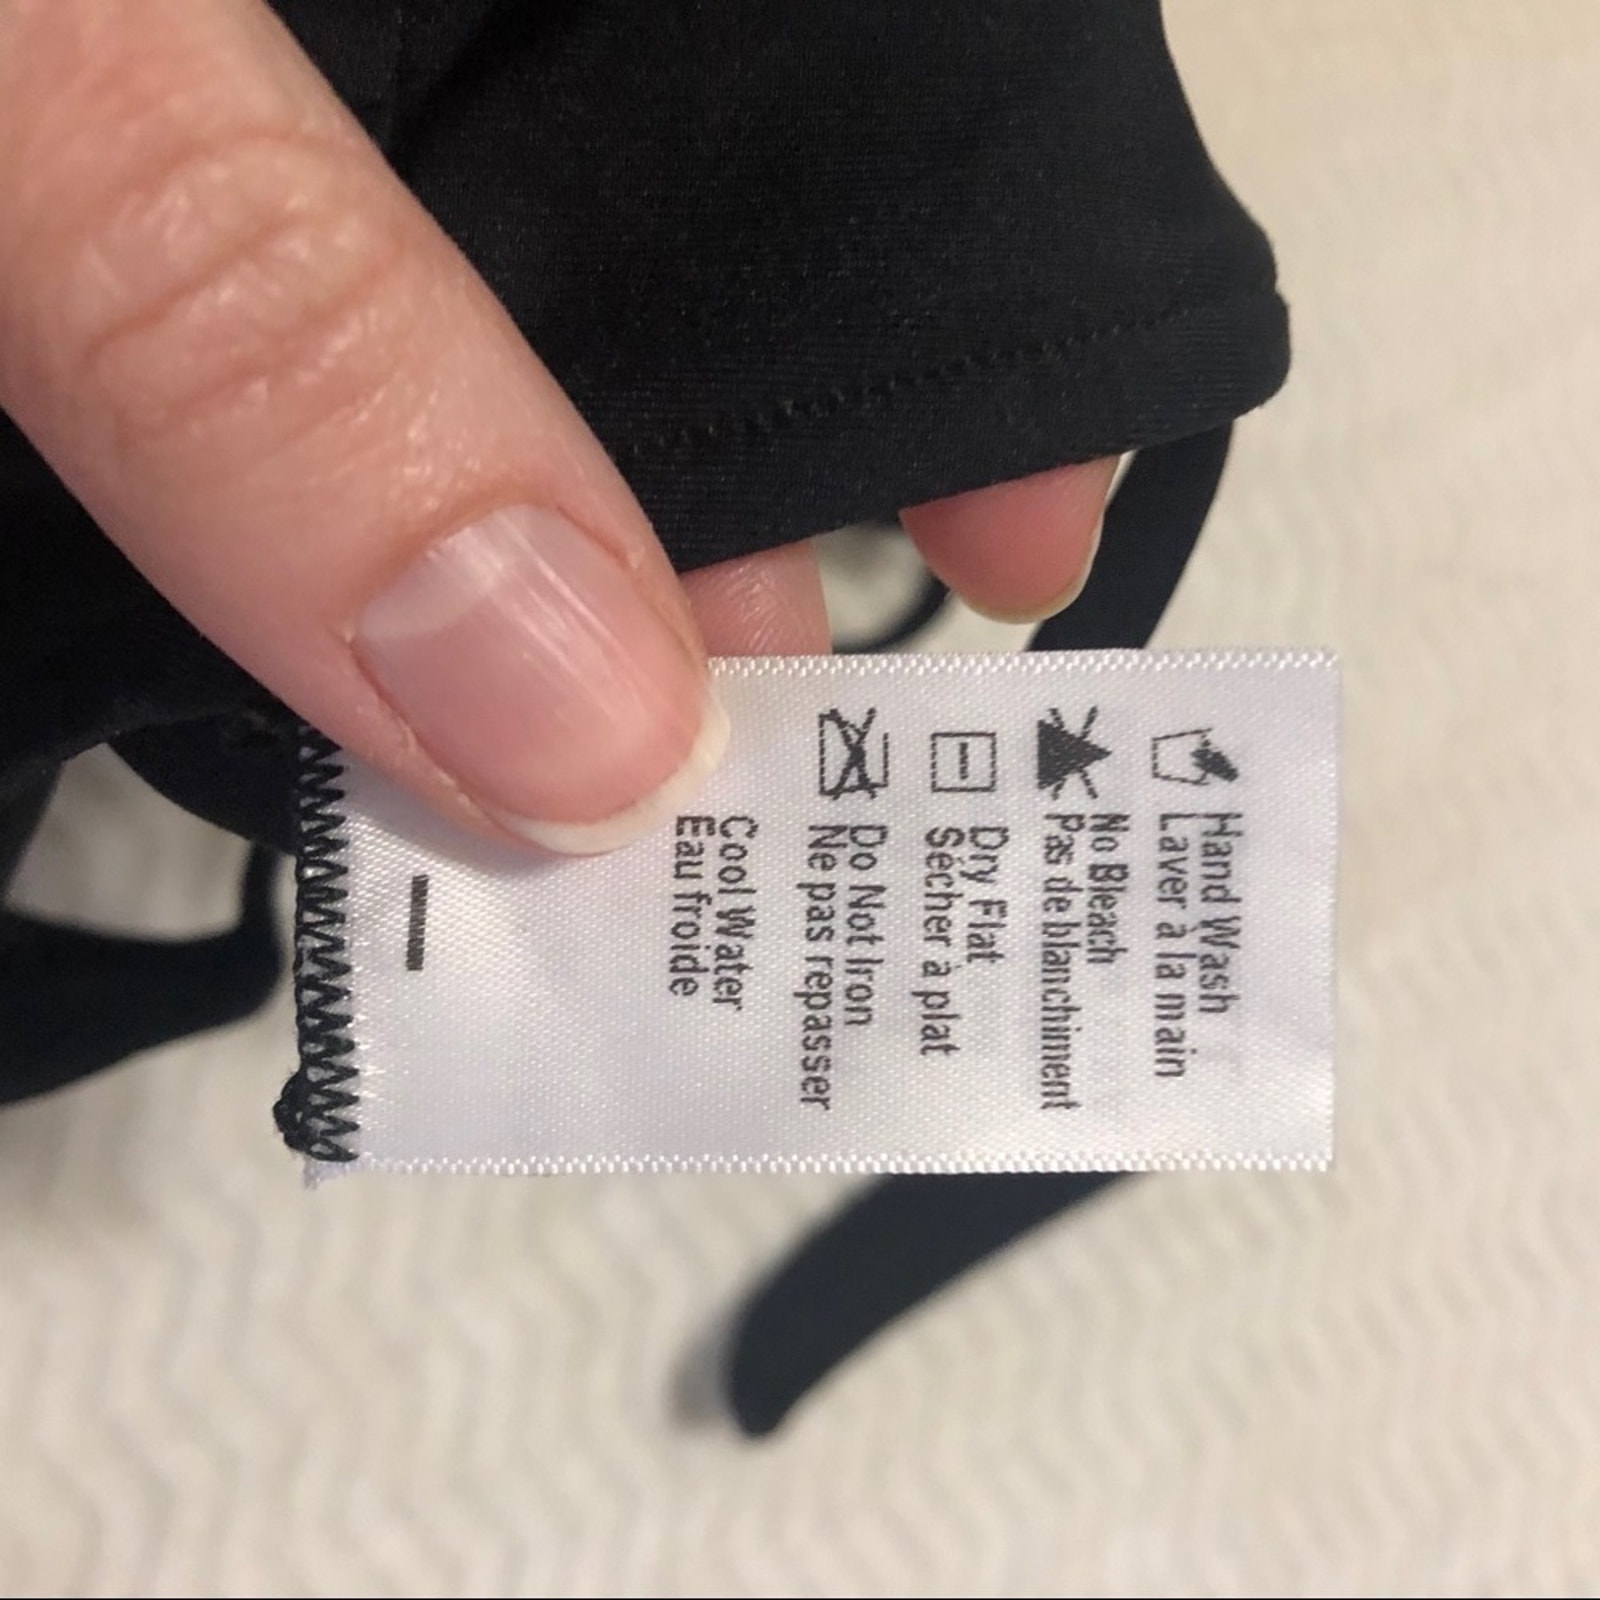 Hand Wash
Laver à la main
No Bleach
Pas de blanchiment
Dry Flat
Sécher à plat
Do Not Iron
Ne pas repasser
Cool Water
Eau froide